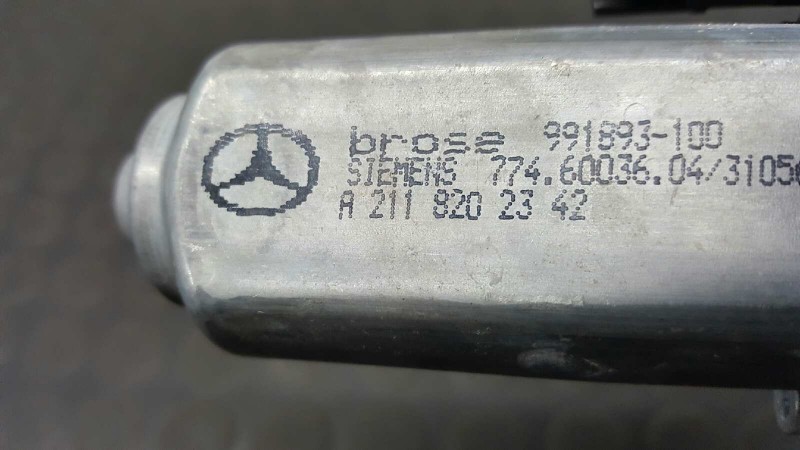 brose 991893-100
SIEMENS 774.60036.04/3105
A 211 820 23 42